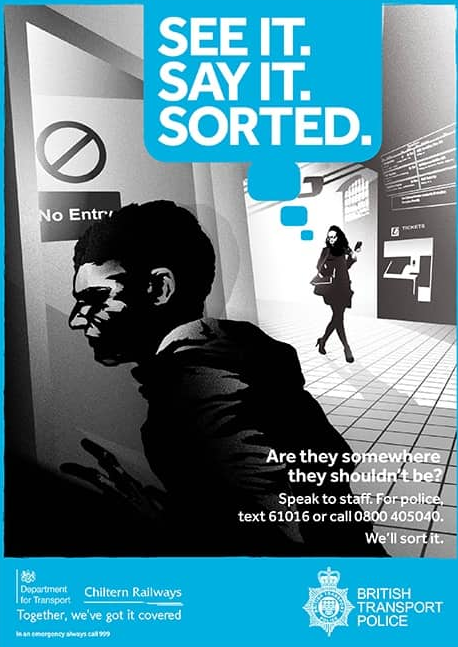 SEE IT.
SAY IT.
SORTED.
No Entry
TICKETS
Are they somewhere
they shouldn't be?
Speak to staff. For police,
text 61016 or call 0800 405040.
We'll sort it.
Department
for Transport
Chiltern Railways
Together, we've got it covered
In an emergency always call 999
BRITISH
TRANSPORT
POLICE